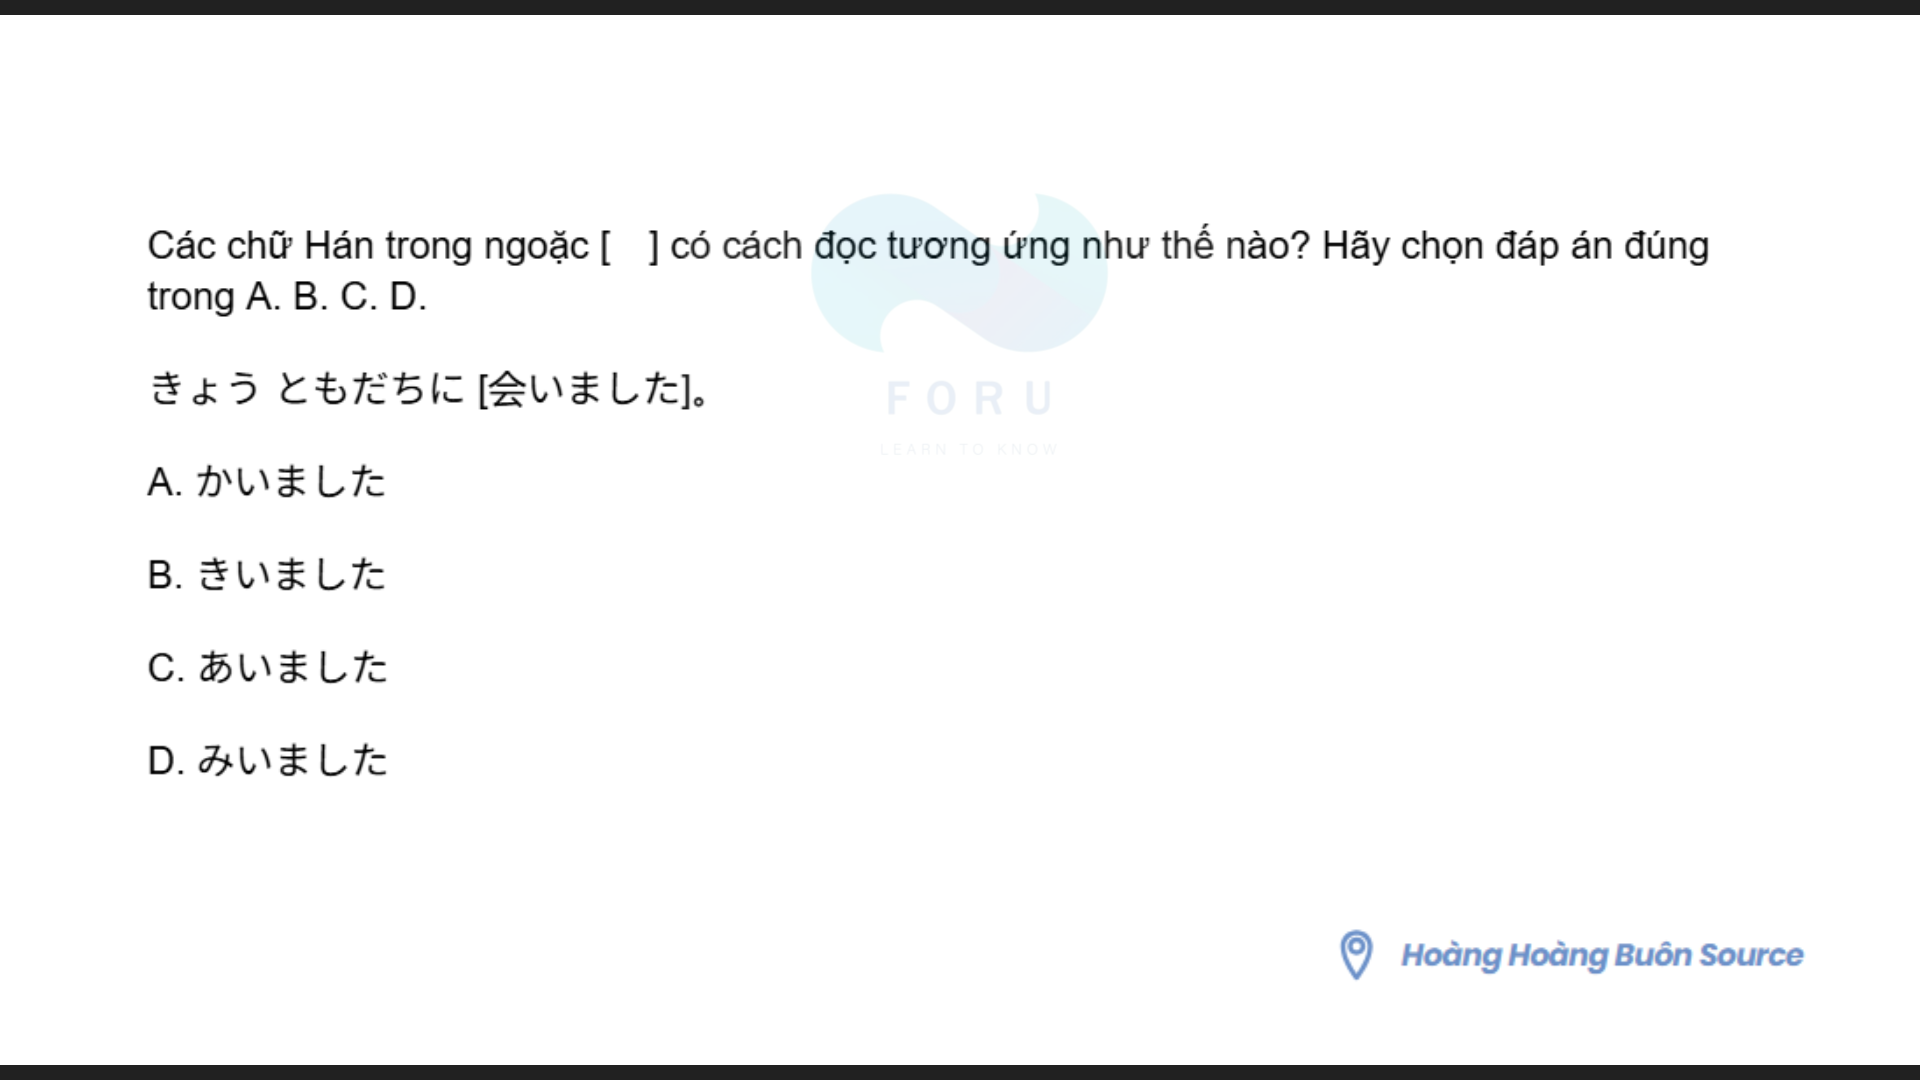 Các chữ Hán trong ngoặc [   ] có cách đọc tương ứng như thế nào? Hãy chọn đáp án đúng
trong A. B. C. D.
きょう ともだちに [会いました]。
FORU
LEARN TO KNOW
A. かいました
B. きいました
C. あいました
D. みいました
Hoàng Hoàng Buôn Source